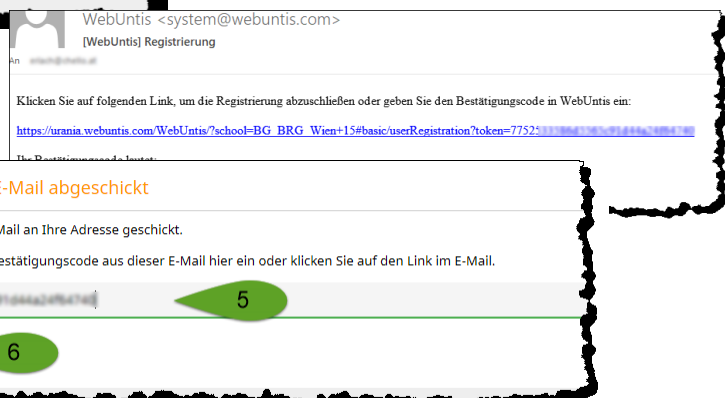 WebUntis <system@webuntis.com>
[WebUntis] Registrierung
An
Klicken Sie auf folgenden Link, um die Registrierung abzuschließen oder geben Sie den Bestätigungscode in WebUntis ein:
https://urania.webuntis.com/WebUntis/?school=BG_BRG_Wien+15#basic/userRegistration?token=77525
Ihr Bestätigungscode lautet:
E-Mail abgeschickt
Mail an Ihre Adresse geschickt.
estätigungscode aus dieser E-Mail hier ein oder klicken Sie auf den Link im E-Mail.
5
6